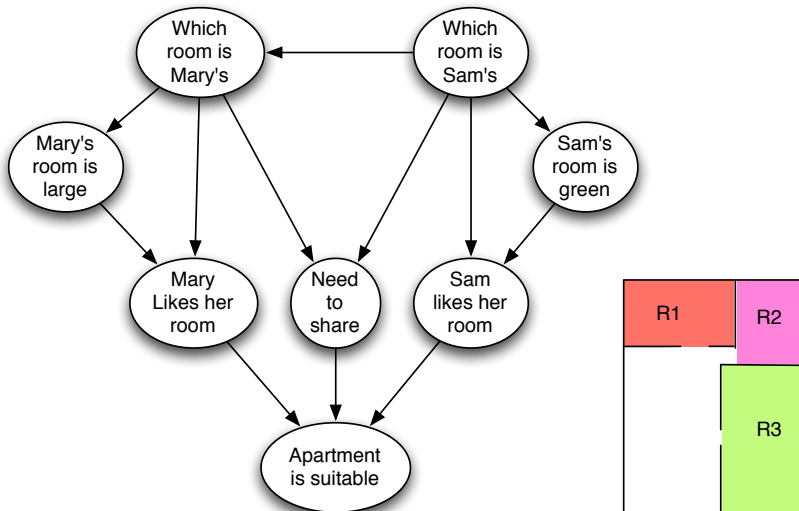 Which
room is
Mary's
Which
room is
Sam's
Mary's
room is
large
Sam's
room is
green
Mary
Likes her
room
Need
to
share
Sam
likes her
room
R1
R2
R3
Apartment
is suitable